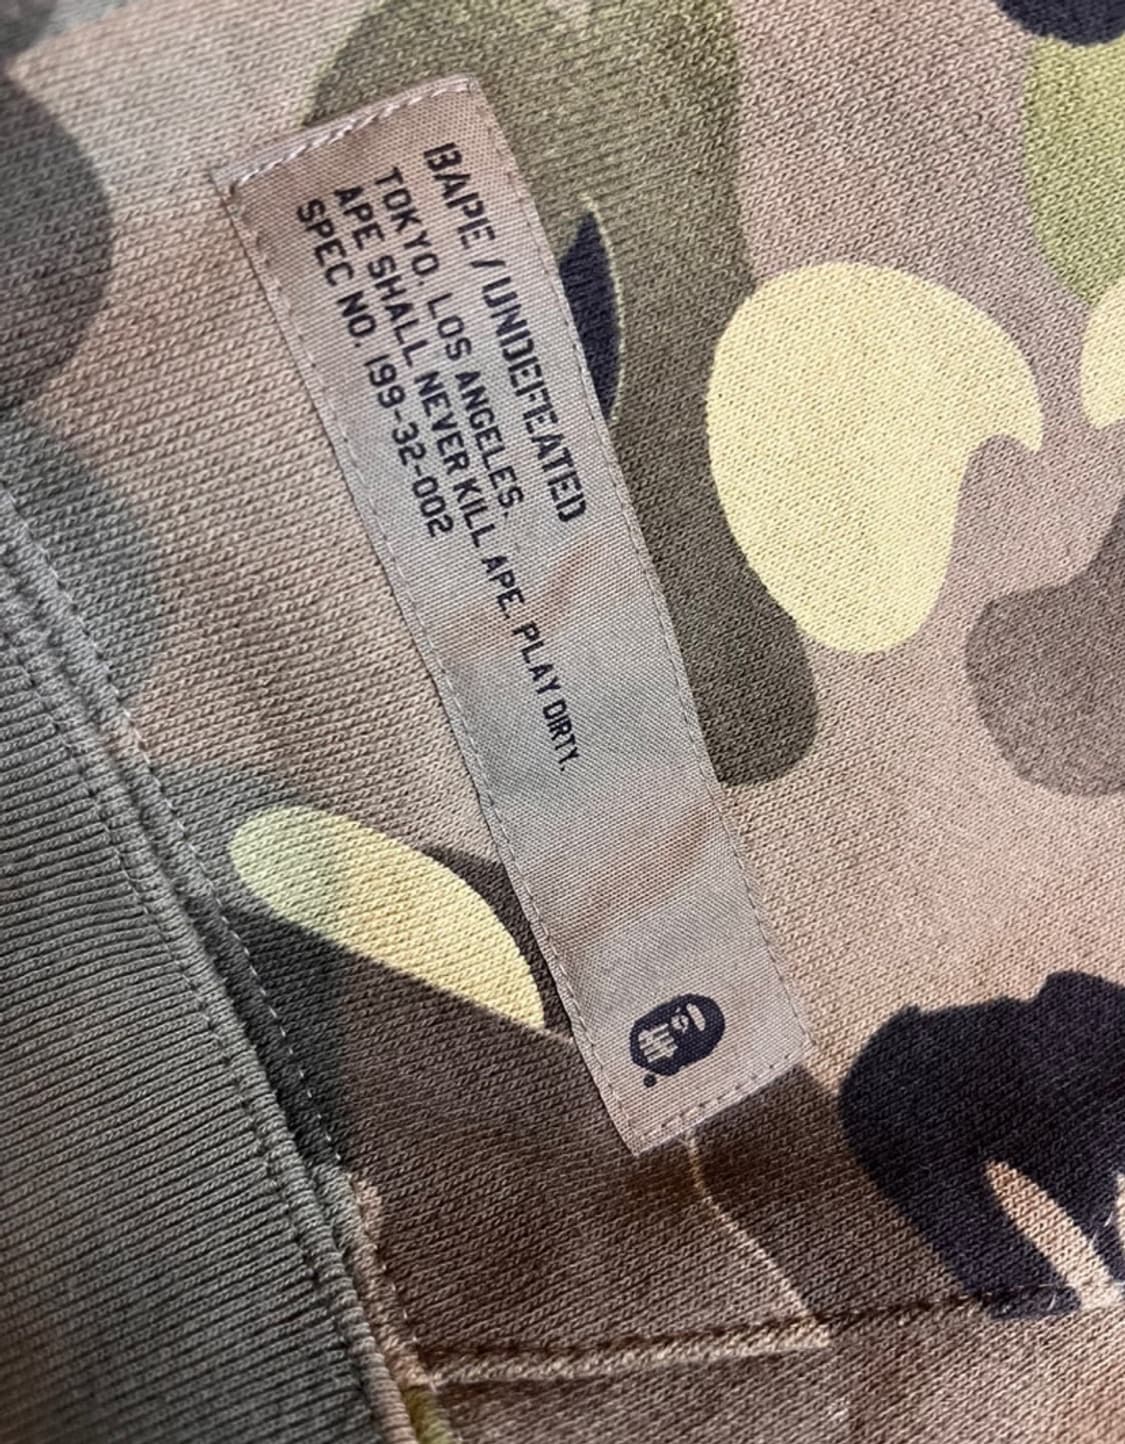 BAPE / UNDEFEATED
TOKYO. LOS ANGELES.
APE SHALL NEVER KILL APE. PLAY DIRTY.
SPEC NO. 199-32-002